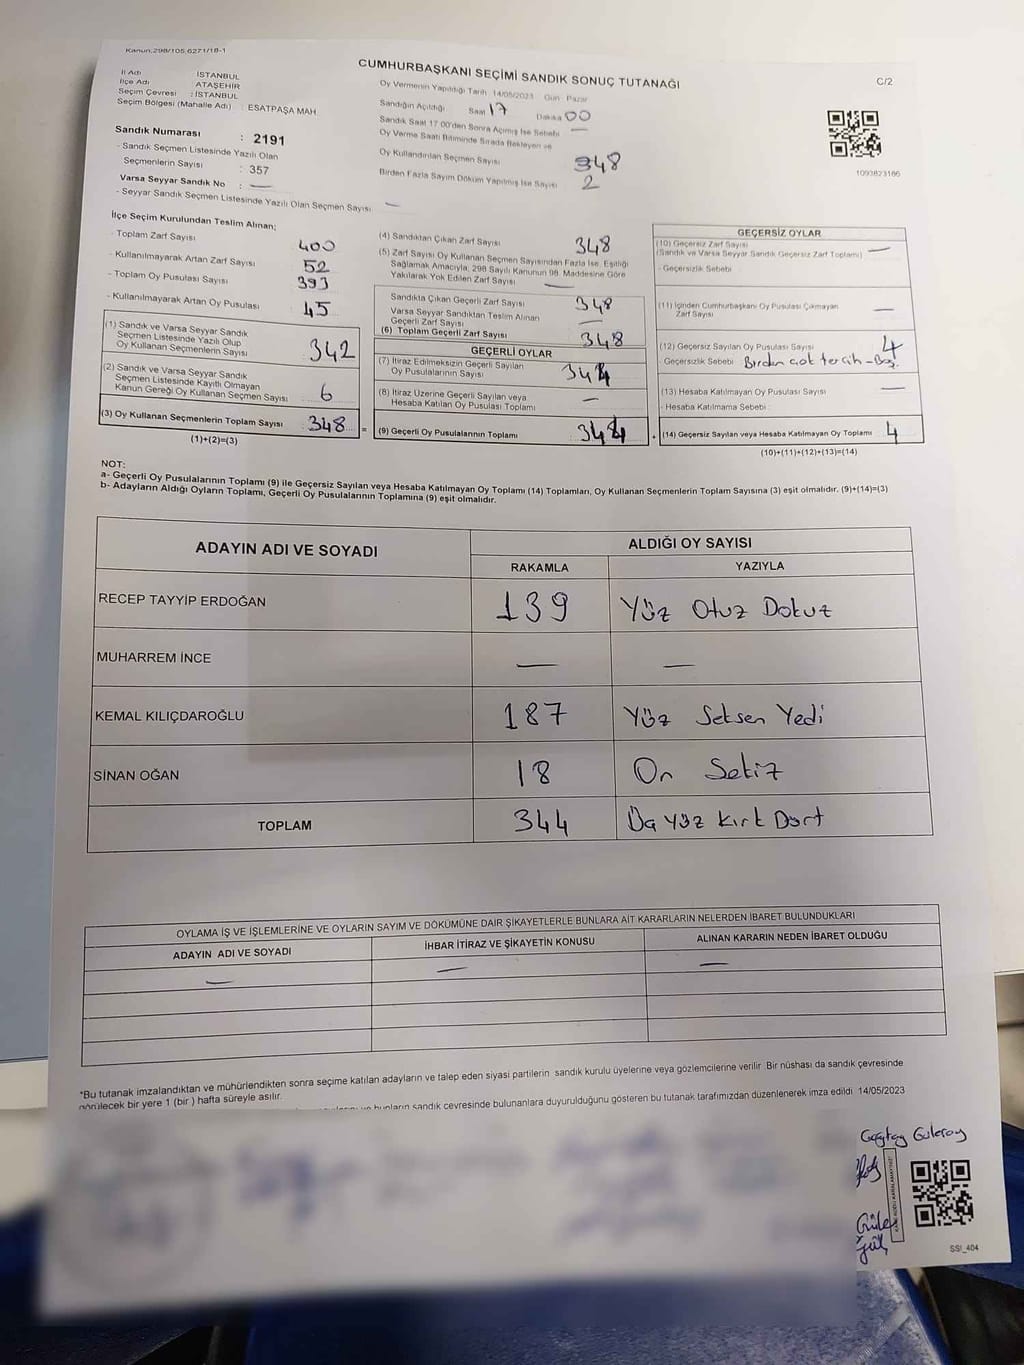 Kanun:298/105,6271/18-1
CUMHURBAŞKANI SEÇİMİ SANDIK SONUÇ TUTANAĞI
C/2
İl Adı : İSTANBUL
İlçe Adı : ATAŞEHİR
Seçim Çevresi : İSTANBUL
Seçim Bölgesi (Mahalle Adı) : ESATPAŞA MAH
Oy Vermenin Yapıldığı Tarih 14/05/2023 Gün Pazar
Sandığın Açıldığı Saat 17 Dakika 00
Sandık Saat 17.00'den Sonra Açılmış İse Sebebi —
Oy Verme Saati Bitiminde Sırada Bekleyen ve
Oy Kullandırılan Seçmen Sayısı 348
Birden Fazla Sayım Döküm Yapılmış İse Sayısı 2
1093823166
Sandık Numarası : 2191
- Sandık Seçmen Listesinde Yazılı Olan
Seçmenlerin Sayısı : 357
Varsa Seyyar Sandık No : —
- Seyyar Sandık Seçmen Listesinde Yazılı Olan Seçmen Sayısı —
İlçe Seçim Kurulundan Teslim Alınan;
- Toplam Zarf Sayısı 400
- Kullanılmayarak Artan Zarf Sayısı 52
- Toplam Oy Pusulası Sayısı 393
- Kullanılmayarak Artan Oy Pusulası 45
(1) Sandık ve Varsa Seyyar Sandık
Seçmen Listesinde Yazılı Olup
Oy Kullanan Seçmenlerin Sayısı 342
(2) Sandık ve Varsa Seyyar Sandık
Seçmen Listesinde Kayıtlı Olmayan
Kanun Gereği Oy Kullanan Seçmen Sayısı 6
(3) Oy Kullanan Seçmenlerin Toplam Sayısı 348 =
(1)+(2)=(3)
(4) Sandıktan Çıkan Zarf Sayısı 348
(5) Zarf Sayısı Oy Kullanan Seçmen Sayısından Fazla İse, Eşitliği
Sağlamak Amacıyla, 298 Sayılı Kanunun 98. Maddesine Göre
Yakılarak Yok Edilen Zarf Sayısı —
Sandıkta Çıkan Geçerli Zarf Sayısı 348
Varsa Seyyar Sandıktan Teslim Alınan
Geçerli Zarf Sayısı —
(6) Toplam Geçerli Zarf Sayısı 348
GEÇERLİ OYLAR
(7) İtiraz Edilmeksizin Geçerli Sayılan
Oy Pusulalarının Sayısı 344
(8) İtiraz Üzerine Geçerli Sayılan veya
Hesaba Katılan Oy Pusulası Toplamı —
(9) Geçerli Oy Pusulalarının Toplamı 344
GEÇERSİZ OYLAR
(10) Geçersiz Zarf Sayısı —
(Sandık ve Varsa Seyyar Sandık Geçersiz Zarf Toplamı)
- Geçersizlik Sebebi
(11) İçinden Cumhurbaşkanı Oy Pusulası Çıkmayan
Zarf Sayısı —
(12) Geçersiz Sayılan Oy Pusulası Sayısı 4
- Geçersizlik Sebebi Birden çok tercih - Boş.
(13) Hesaba Katılmayan Oy Pusulası Sayısı —
- Hesaba Katılmama Sebebi
(14) Geçersiz Sayılan veya Hesaba Katılmayan Oy Toplamı 4
(10)+(11)+(12)+(13)=(14)
NOT:
a- Geçerli Oy Pusulasının Toplamı (9) ile Geçersiz Sayılan veya Hesaba Katılmayan Oy Toplamı (14) Toplamları, Oy Kullanan Seçmenlerin Toplam Sayısına (3) eşit olmalıdır. (9)+(14)=(3)
b- Adayların Aldığı Oyların Toplamı, Geçerli Oy Pusulalarının Toplamına (9) eşit olmalıdır.
ADAYIN ADI VE SOYADI ALDIĞI OY SAYISI
RAKAMLA YAZIYLA
RECEP TAYYİP ERDOĞAN 139 Yüz Otuz Dokuz
MUHARREM İNCE — —
KEMAL KILIÇDAROĞLU 187 Yüz Seksen Yedi
SİNAN OĞAN 18 On Sekiz
TOPLAM 344 Üç Yüz Kırk Dört
OYLAMA İŞ VE İŞLEMLERİNE VE OYLARIN SAYIM VE DÖKÜMÜNE DAİR ŞİKAYETLERLE BUNLARA AİT KARARLARIN NELERDEN İBARET BULUNDUKLARI
ADAYIN ADI VE SOYADI İHBAR İTİRAZ VE ŞİKAYETİN KONUSU ALINAN KARARIN NEDEN İBARET OLDUĞU
— — —
*Bu tutanak imzalandıktan ve mühürlendikten sonra seçime katılan adayların ve talep eden siyasi partilerin sandık kurulu üyelerine veya gözlemcilerine verilir. Bir nüshası da sandık çevresinde
görülecek bir yere 1 (bir ) hafta süreyle asılır.
bunların sandık çevresinde bulunanlara duyurulduğunu gösteren bu tutanak tarafımızdan düzenlenerek imza edildi 14/05/2023
SSI_404